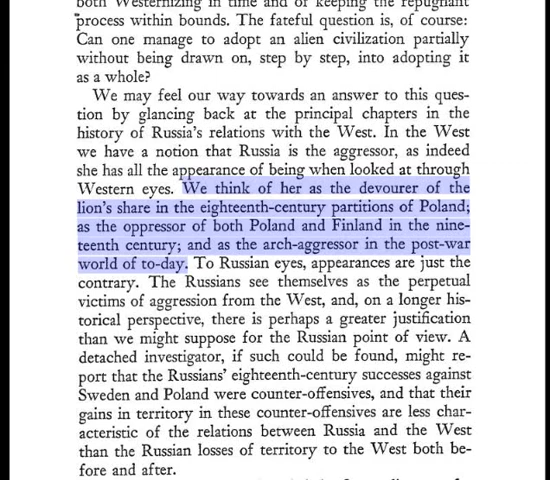 both Westernizing in time and of keeping the repugnant
process within bounds. The fateful question is, of course:
Can one manage to adopt an alien civilization partially
without being drawn on, step by step, into adopting it
as a whole?
We may feel our way towards an answer to this ques-
tion by glancing back at the principal chapters in the
history of Russia's relations with the West. In the West
we have a notion that Russia is the aggressor, as indeed
she has all the appearance of being when looked at through
Western eyes. We think of her as the devourer of the
lion's share in the eighteenth-century partitions of Poland;
as the oppressor of both Poland and Finland in the nine-
teenth century; and as the arch-aggressor in the post-war
world of to-day. To Russian eyes, appearances are just the
contrary. The Russians see themselves as the perpetual
victims of aggression from the West, and, on a longer his-
torical perspective, there is perhaps a greater justification
than we might suppose for the Russian point of view. A
detached investigator, if such could be found, might re-
port that the Russians' eighteenth-century successes against
Sweden and Poland were counter-offensives, and that their
gains in territory in these counter-offensives are less char-
acteristic of the relations between Russia and the West
than the Russian losses of territory to the West both be-
fore and after.